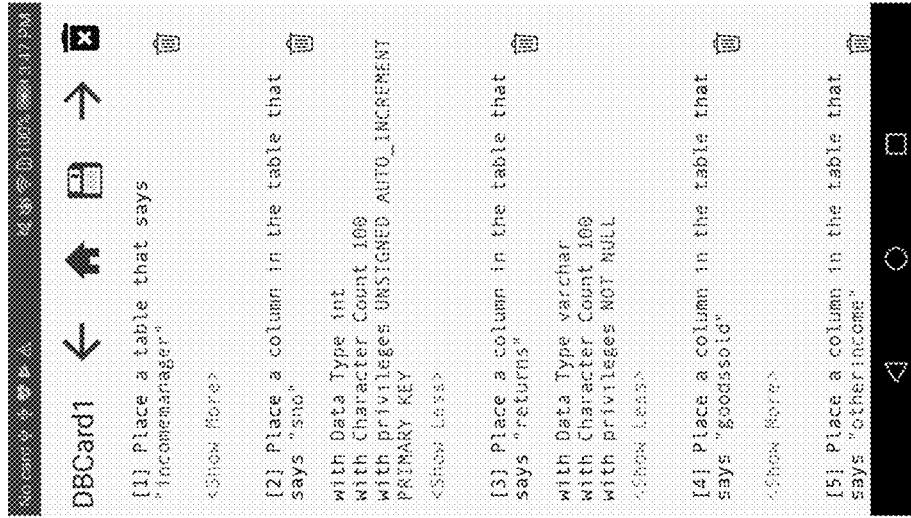 DBCard1
[1] Place a table that says
"incomemanager"
<Show More>
[2] Place a column in the table that
says "sno"
with Data Type int
with Character Count 100
with privileges UNSIGNED AUTO_INCREMENT
PRIMARY KEY
<Show Less>
[3] Place a column in the table that
says "returns"
with Data Type varchar
with Character Count 100
with privileges NOT NULL
<Show Less>
[4] Place a column in the table that
says "goodssold"
<Show More>
[5] Place a column in the table that
says "otherincome"